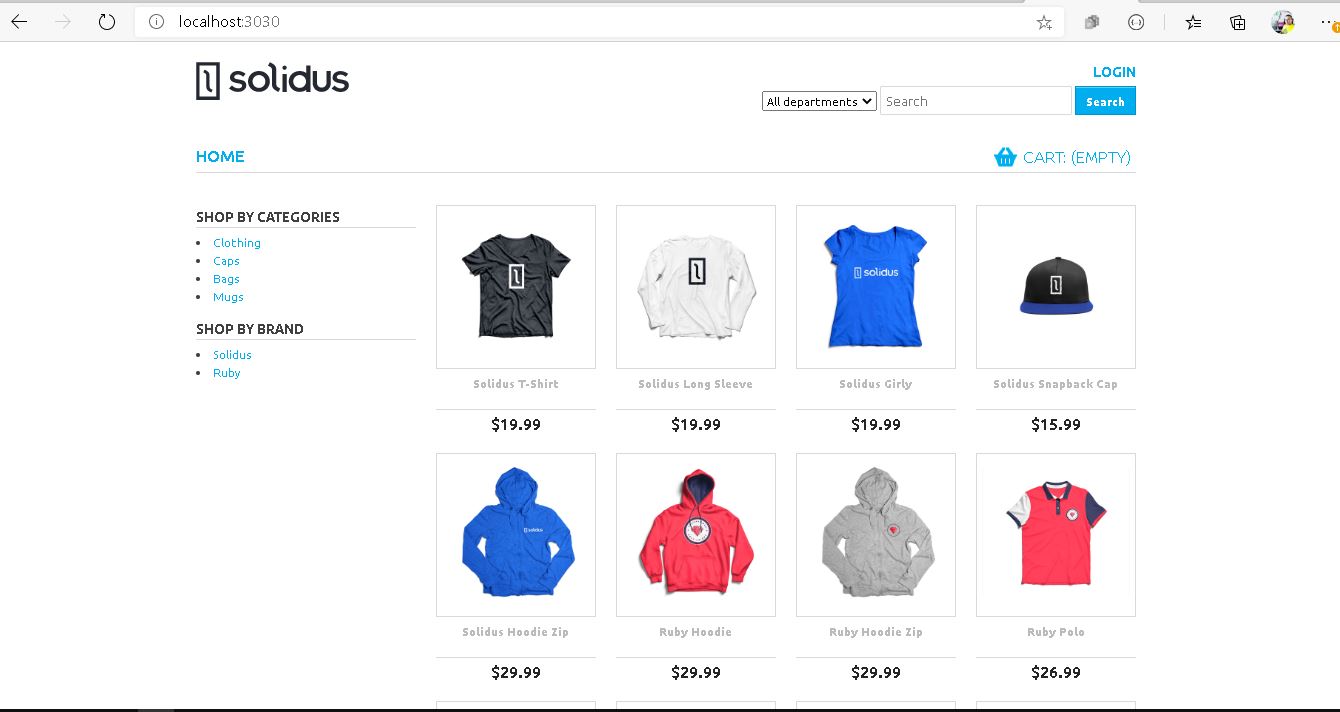 localhost:3030
solidus
LOGIN
All departments Search Search
HOME
CART: (EMPTY)
SHOP BY CATEGORIES
Clothing
Caps
Bags
Mugs
SHOP BY BRAND
Solidus
Ruby
solidus
Solidus T-Shirt Solidus Long Sleeve Solidus Girly Solidus Snapback Cap
$19.99 $19.99 $19.99 $15.99
solidus
Solidus Hoodie Zip Ruby Hoodie Ruby Hoodie Zip Ruby Polo
$29.99 $29.99 $29.99 $26.99